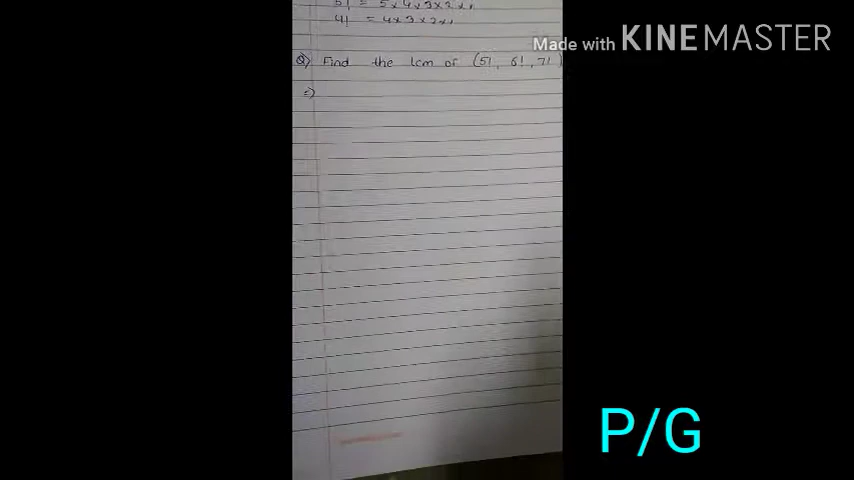 5! = 5 x 4 x 3 x 2 x 1
4! = 4 x 3 x 2 x 1
Made with KINEMASTER
Q) Find the lcm of (5!, 6!, 7!)
=)
P/G